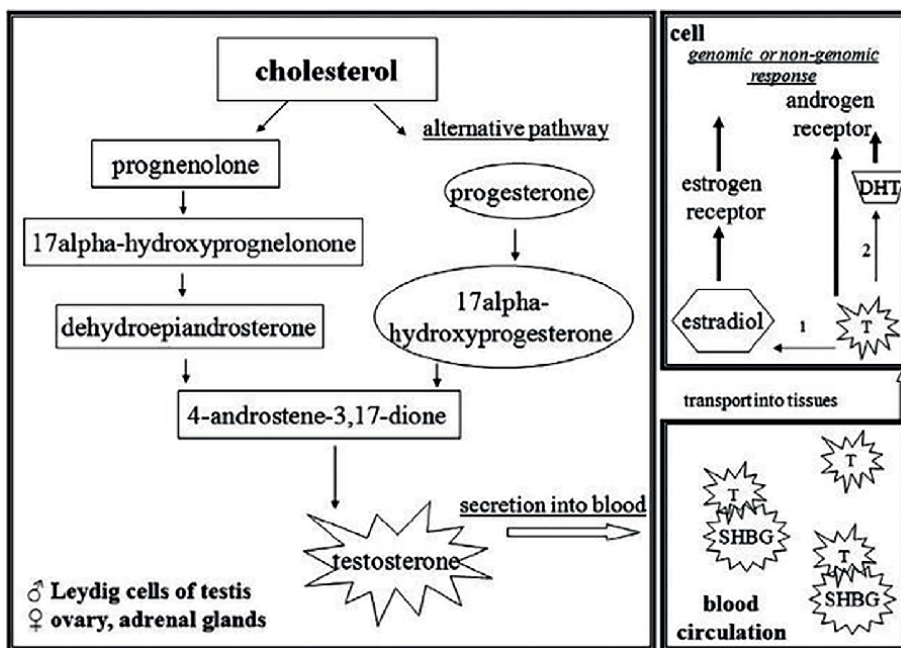 cholesterol
alternative pathway
prognenolone
progesterone
17alpha-hydroxyprognelonone
17alpha-
hydroxyprogesterone
dehydroepiandrosterone
4-androstene-3,17-dione
secretion into blood
testosterone
♂ Leydig cells of testis
♀ ovary, adrenal glands
cell
genomic or non-genomic
response
androgen
receptor
estrogen
receptor
DHT
2
estradiol
1
T
transport into tissues
T
T
SHBG
T
SHBG
blood
circulation